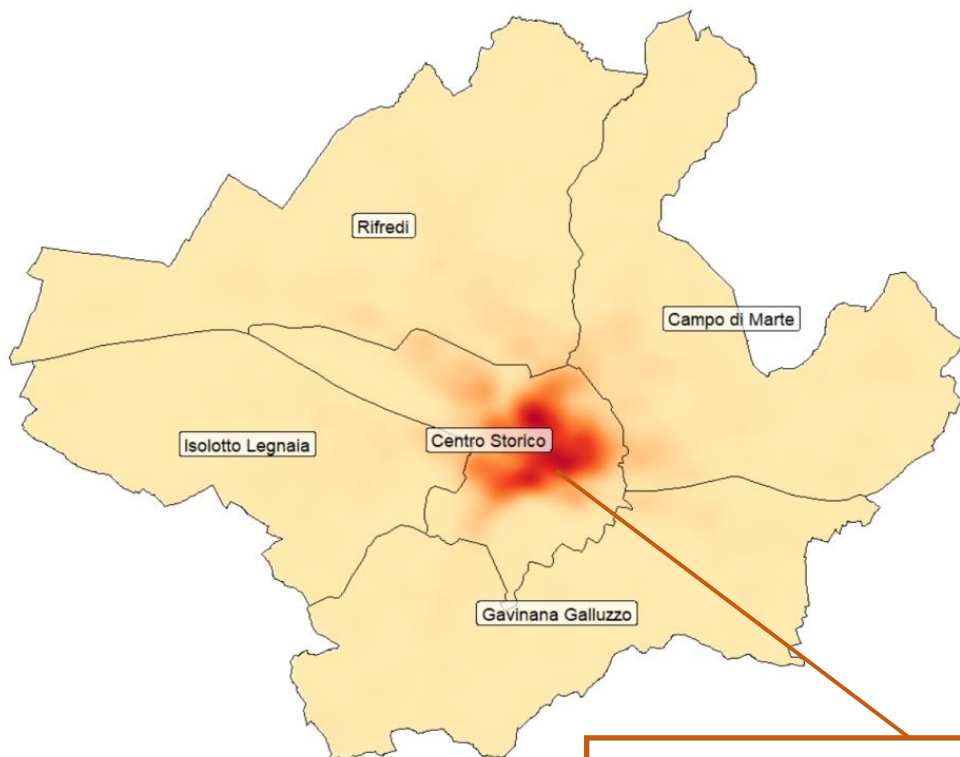 Rifredi
Campo di Marte
Isolotto Legnaia
Centro Storico
Gavinana Galluzzo